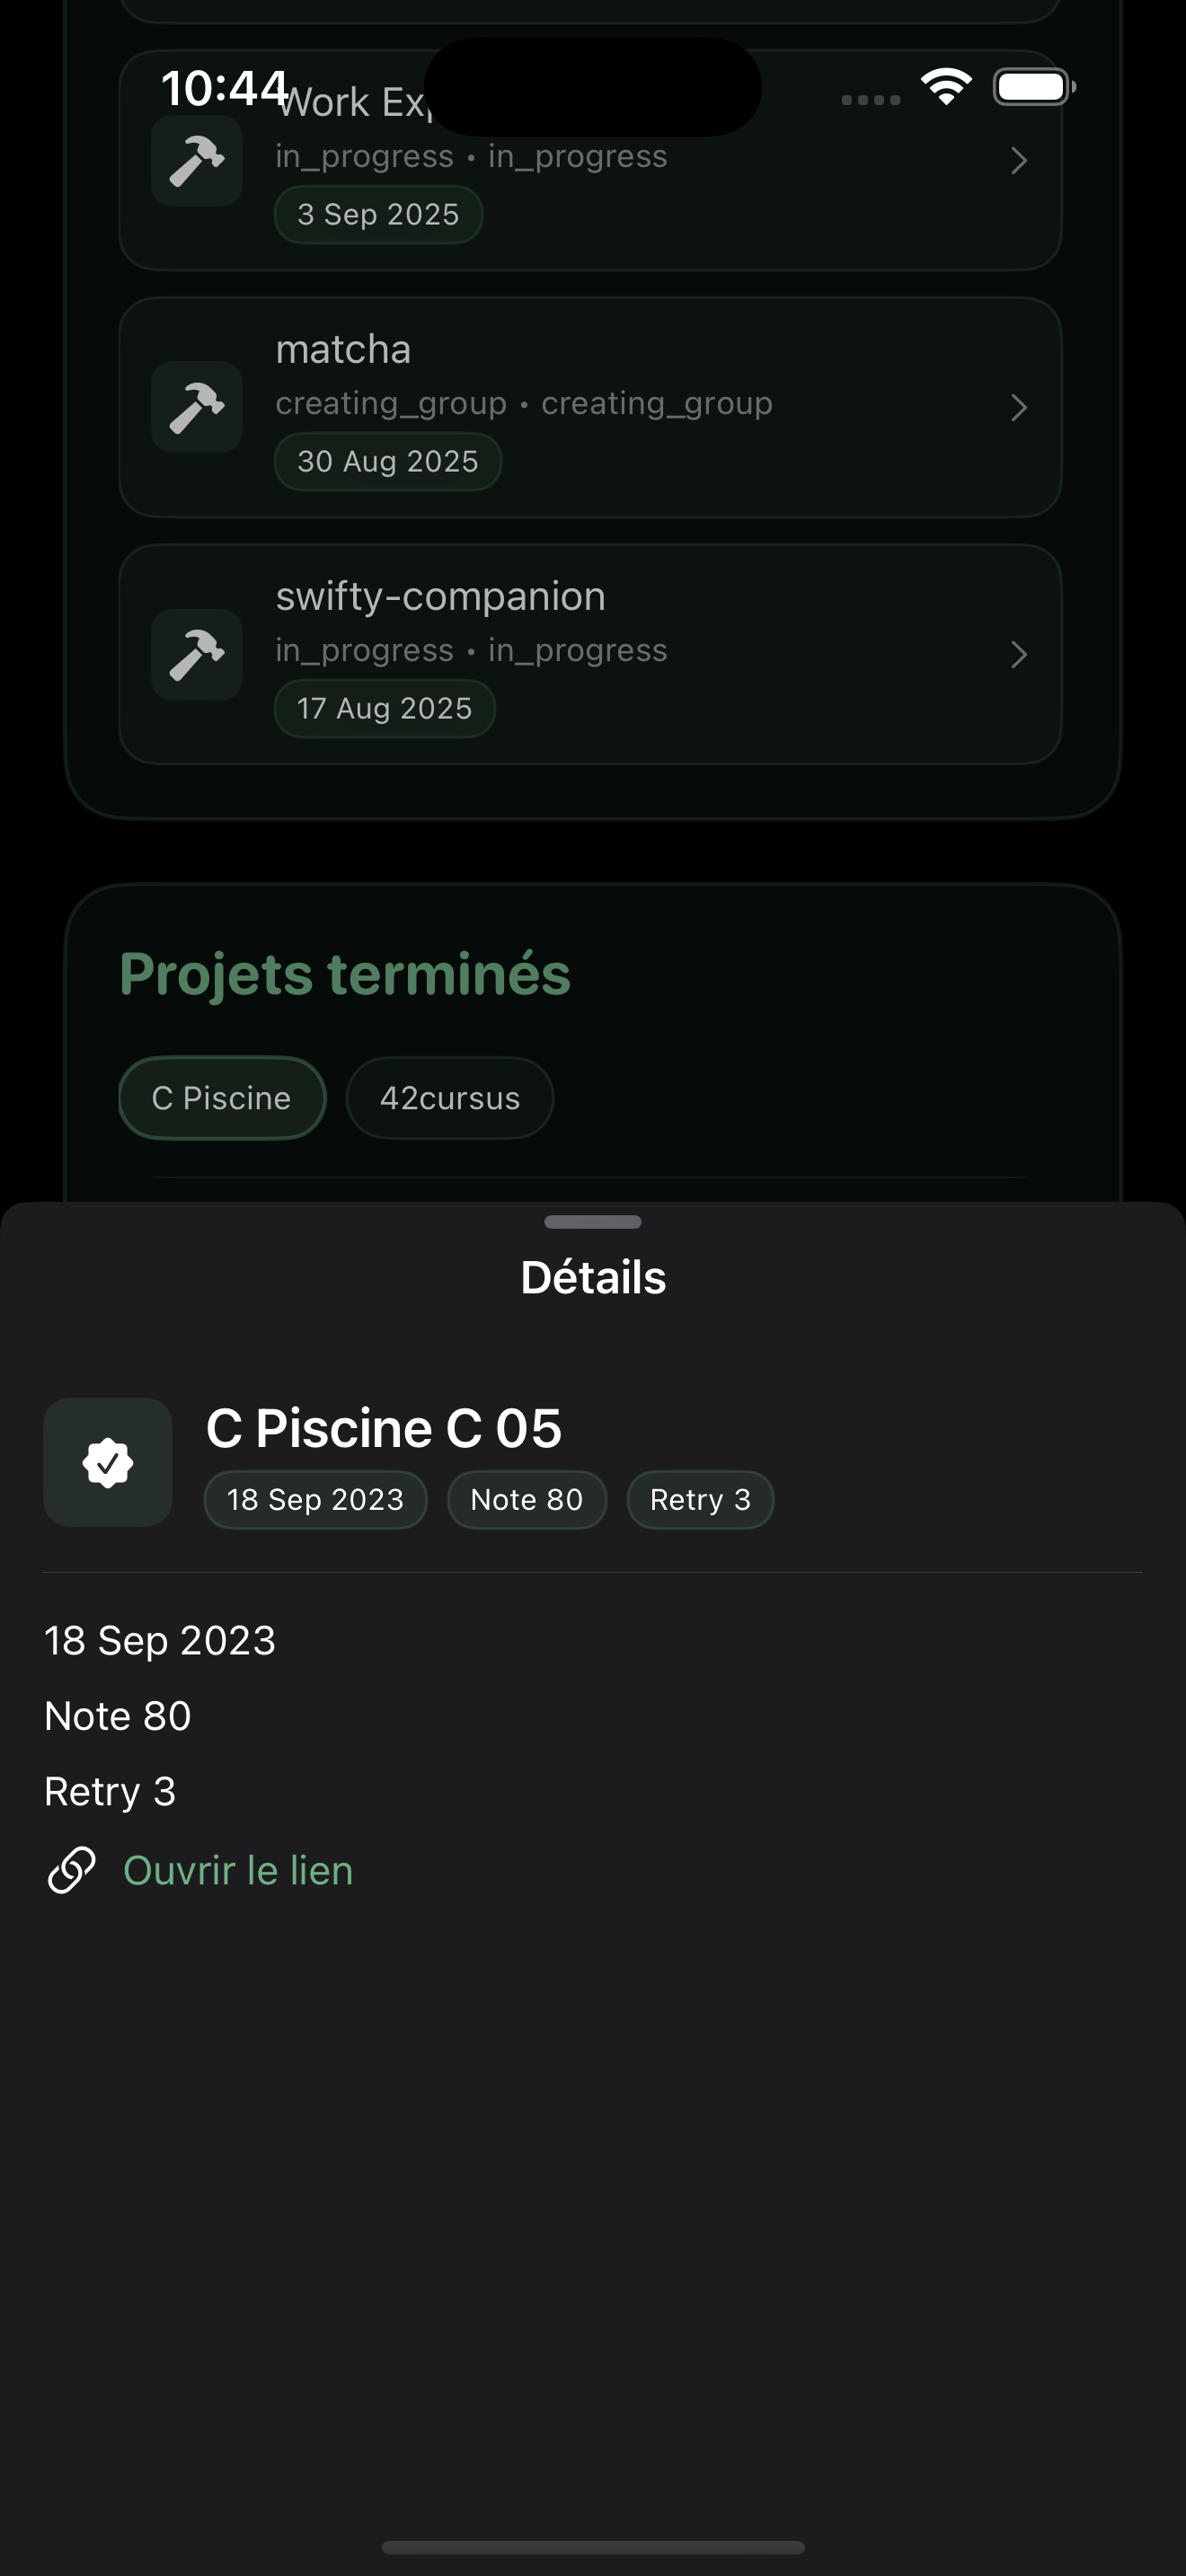 10:44
Work
in_progress • in_progress
3 Sep 2025
matcha
creating_group • creating_group
30 Aug 2025
swifty-companion
in_progress • in_progress
17 Aug 2025
Projets terminés
C Piscine
42cursus
Détails
C Piscine C 05
18 Sep 2023
Note 80
Retry 3
18 Sep 2023
Note 80
Retry 3
Ouvrir le lien